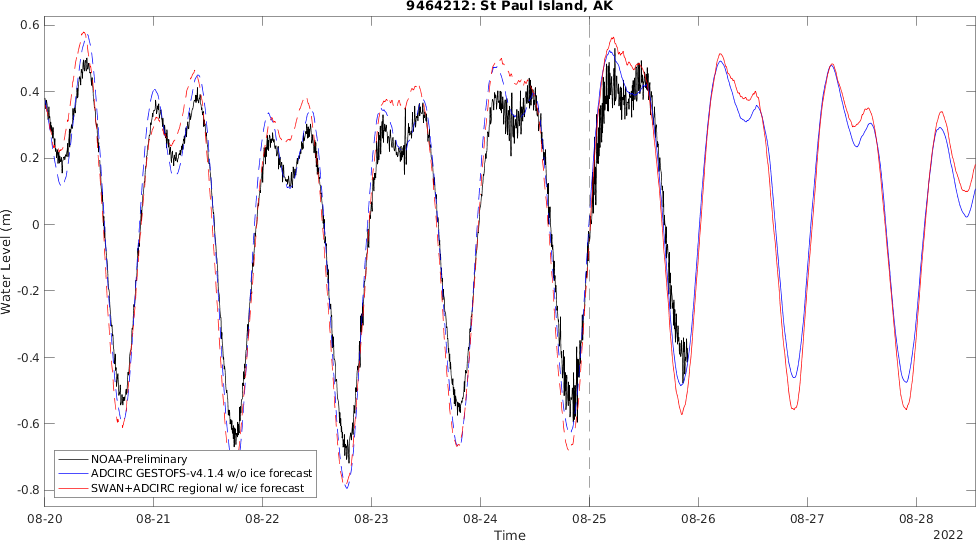 9464212: St Paul Island, AK
0.6
0.4
0.2
0
-0.2
-0.4
-0.6
-0.8
Water Level (m)
NOAA-Preliminary
ADCIRC GESTOFS-v4.1.4 w/o ice forecast
SWAN+ADCIRC regional w/ ice forecast
08-20 08-21 08-22 08-23 08-24 08-25 08-26 08-27 08-28
Time
2022